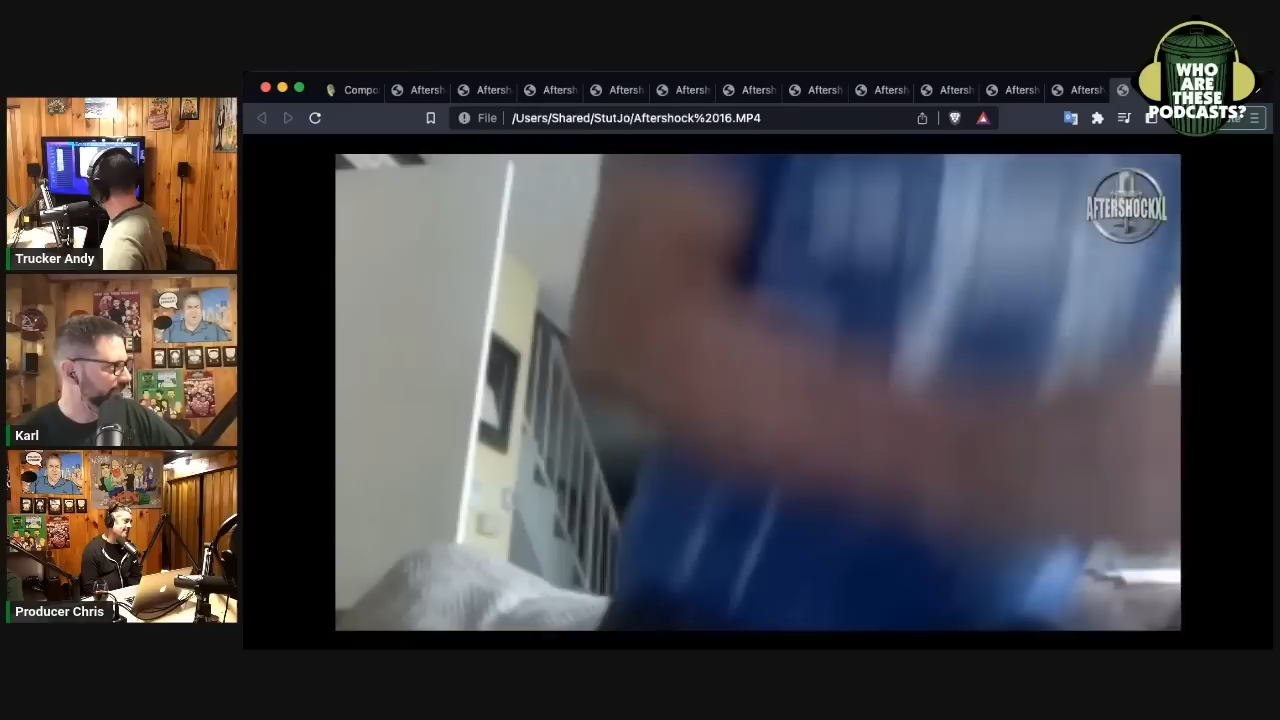 WHO
ARE
THESE
PODCASTS?
Compo
Aftersh
Aftersh
Aftersh
Aftersh
Aftersh
Aftersh
Aftersh
Aftersh
Aftersh
Aftersh
Aftersh
File
/Users/Shared/StutJo/Aftershock%2016.MP4
AFTERSHOCKXL
Trucker Andy
Karl
Producer Chris